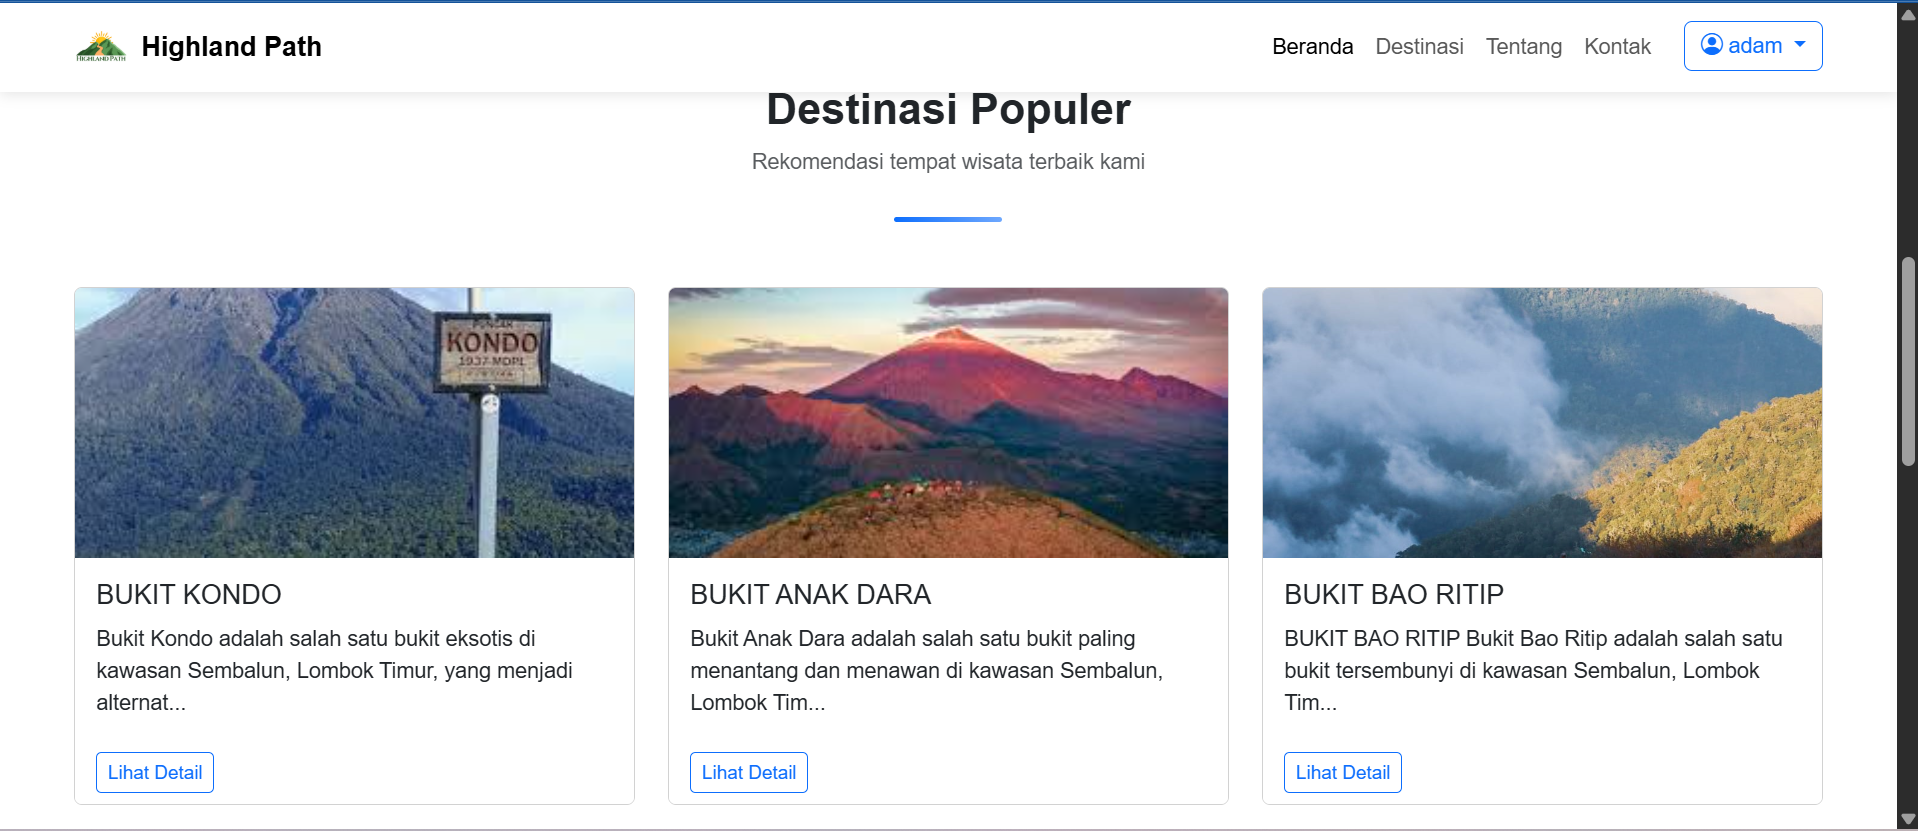 HIGHLAND PATH
Highland Path
Beranda
Destinasi
Tentang
Kontak
adam
Destinasi Populer
Rekomendasi tempat wisata terbaik kami
PUNCAK
KONDO
1937 MDPL
BUKIT KONDO
Bukit Kondo adalah salah satu bukit eksotis di
kawasan Sembalun, Lombok Timur, yang menjadi
alternat...
Lihat Detail
BUKIT ANAK DARA
Bukit Anak Dara adalah salah satu bukit paling
menantang dan menawan di kawasan Sembalun,
Lombok Tim...
Lihat Detail
BUKIT BAO RITIP
BUKIT BAO RITIP Bukit Bao Ritip adalah salah satu
bukit tersembunyi di kawasan Sembalun, Lombok
Tim...
Lihat Detail